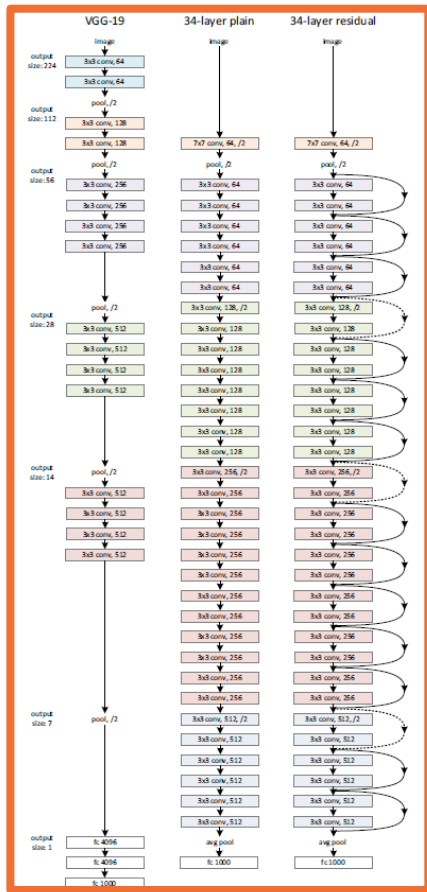 VGG-19
image
output
size: 224
3x3 conv, 64
3x3 conv, 64
pool, /2
output
size: 112
3x3 conv, 128
3x3 conv, 128
pool, /2
output
size: 56
3x3 conv, 256
3x3 conv, 256
3x3 conv, 256
3x3 conv, 256
pool, /2
output
size: 28
3x3 conv, 512
3x3 conv, 512
3x3 conv, 512
3x3 conv, 512
pool, /2
output
size: 14
3x3 conv, 512
3x3 conv, 512
3x3 conv, 512
3x3 conv, 512
output
size: 7
pool, /2
output
size: 1
fc 4096
fc 4096
fc 1000
34-layer plain
image
7x7 conv, 64, /2
pool, /2
3x3 conv, 64
3x3 conv, 64
3x3 conv, 64
3x3 conv, 64
3x3 conv, 64
3x3 conv, 64
3x3 conv, 128, /2
3x3 conv, 128
3x3 conv, 128
3x3 conv, 128
3x3 conv, 128
3x3 conv, 128
3x3 conv, 128
3x3 conv, 128
3x3 conv, 256, /2
3x3 conv, 256
3x3 conv, 256
3x3 conv, 256
3x3 conv, 256
3x3 conv, 256
3x3 conv, 256
3x3 conv, 256
3x3 conv, 256
3x3 conv, 256
3x3 conv, 256
3x3 conv, 256
3x3 conv, 512, /2
3x3 conv, 512
3x3 conv, 512
3x3 conv, 512
3x3 conv, 512
3x3 conv, 512
avg pool
fc 1000
34-layer residual
image
7x7 conv, 64, /2
pool, /2
3x3 conv, 64
3x3 conv, 64
3x3 conv, 64
3x3 conv, 64
3x3 conv, 64
3x3 conv, 64
3x3 conv, 128, /2
3x3 conv, 128
3x3 conv, 128
3x3 conv, 128
3x3 conv, 128
3x3 conv, 128
3x3 conv, 128
3x3 conv, 128
3x3 conv, 256, /2
3x3 conv, 256
3x3 conv, 256
3x3 conv, 256
3x3 conv, 256
3x3 conv, 256
3x3 conv, 256
3x3 conv, 256
3x3 conv, 256
3x3 conv, 256
3x3 conv, 256
3x3 conv, 256
3x3 conv, 512, /2
3x3 conv, 512
3x3 conv, 512
3x3 conv, 512
3x3 conv, 512
3x3 conv, 512
avg pool
fc 1000